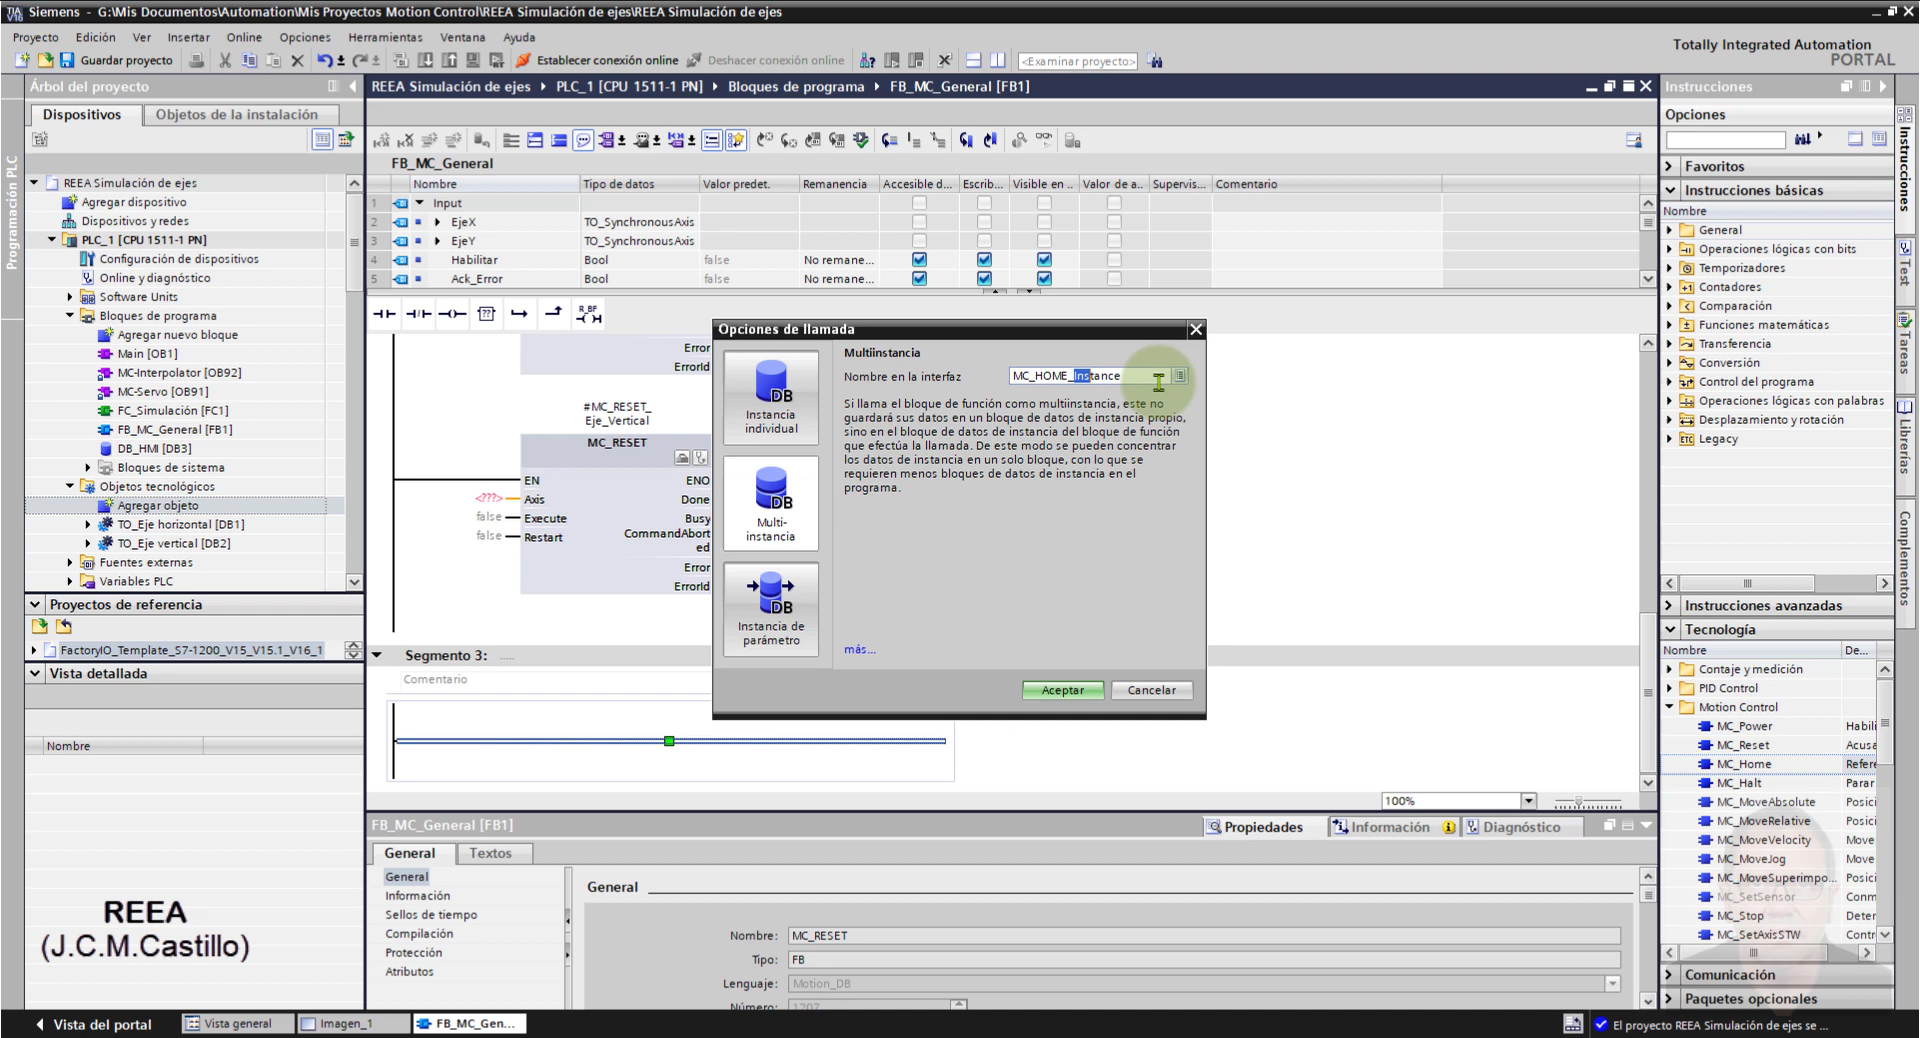 Siemens - G:\Mis Documentos\Automation\Mis Proyectos Motion Control\REEA Simulación de ejes\REEA Simulación de ejes
Proyecto Edición Ver Insertar Online Opciones Herramientas Ventana Ayuda
Guardar proyecto
Establecer conexión online
Deshacer conexión online
<Examinar proyecto>
Totally Integrated Automation
PORTAL
Árbol del proyecto
Dispositivos
Objetos de la instalación
Programación PLC
REEA Simulación de ejes
Agregar dispositivo
Dispositivos y redes
PLC_1 [CPU 1511-1 PN]
Configuración de dispositivos
Online y diagnóstico
Software Units
Bloques de programa
Agregar nuevo bloque
Main [OB1]
MC-Interpolator [OB92]
MC-Servo [OB91]
FC_Simulación [FC1]
FB_MC_General [FB1]
DB_HMI [DB3]
Bloques de sistema
Objetos tecnológicos
Agregar objeto
TO_Eje horizontal [DB1]
TO_Eje vertical [DB2]
Fuentes externas
Variables PLC
Proyectos de referencia
FactoryIO_Template_S7-1200_V15_V15.1_V16_1
Vista detallada
Nombre
REEA
(J.C.M.Castillo)
REEA Simulación de ejes PLC_1 [CPU 1511-1 PN] Bloques de programa FB_MC_General [FB1]
FB_MC_General
Nombre Tipo de datos Valor predet. Remanencia Accesible d... Escrib... Visible en .. Valor de a.. Supervis... Comentario
1 Input
2 EjeX TO_SynchronousAxis
3 EjeY TO_SynchronousAxis
4 Habilitar Bool false No remane...
5 Ack_Error Bool false No remane...
Error
ErrorId
#MC_RESET_
Eje_Vertical
MC_RESET
EN ENO
<???> Axis Done
false Execute Busy
false Restart CommandAbort
ed
Error
ErrorId
Segmento 3: .....
Comentario
100%
Opciones de llamada
Instancia
individual
Multi-
instancia
Instancia de
parámetro
DB
DB
DB
Multiinstancia
Nombre en la interfaz MC_HOME_Instance
Si llama el bloque de función como multiinstancia, este no
guardará sus datos en un bloque de datos de instancia propio,
sino en el bloque de datos de instancia del bloque de función
que efectúa la llamada. De este modo se pueden concentrar
los datos de instancia en un solo bloque, con lo que se
requieren menos bloques de datos de instancia en el
programa.
más...
Aceptar
Cancelar
FB_MC_General [FB1]
Propiedades
Información
Diagnóstico
General
Textos
General
Información
Sellos de tiempo
Compilación
Protección
Atributos
General
Nombre: MC_RESET
Tipo: FB
Lenguaje: Motion_DB
Número: 1207
Instrucciones
Opciones
Favoritos
Instrucciones básicas
Nombre
General
Operaciones lógicas con bits
Temporizadores
Contadores
Comparación
Funciones matemáticas
Transferencia
Conversión
Control del programa
Operaciones lógicas con palabras
Desplazamiento y rotación
Legacy
Instrucciones avanzadas
Tecnología
Nombre De...
Contaje y medición
PID Control
Motion Control
MC_Power Habili
MC_Reset Acusa
MC_Home Refere
MC_Halt Parar
MC_MoveAbsolute Posici
MC_MoveRelative Posici
MC_MoveVelocity Move
MC_MoveJog Move
MC_MoveSuperimpo... Posici
MC_SetSensor Conm
MC_Stop Deter
MC_SetAxisSTW Contr
Comunicación
Paquetes opcionales
Instrucciones
Test
Tareas
Librerías
Complementos
Vista del portal
Vista general
Imagen_1
FB_MC_Gen...
El proyecto REEA Simulación de ejes se ...